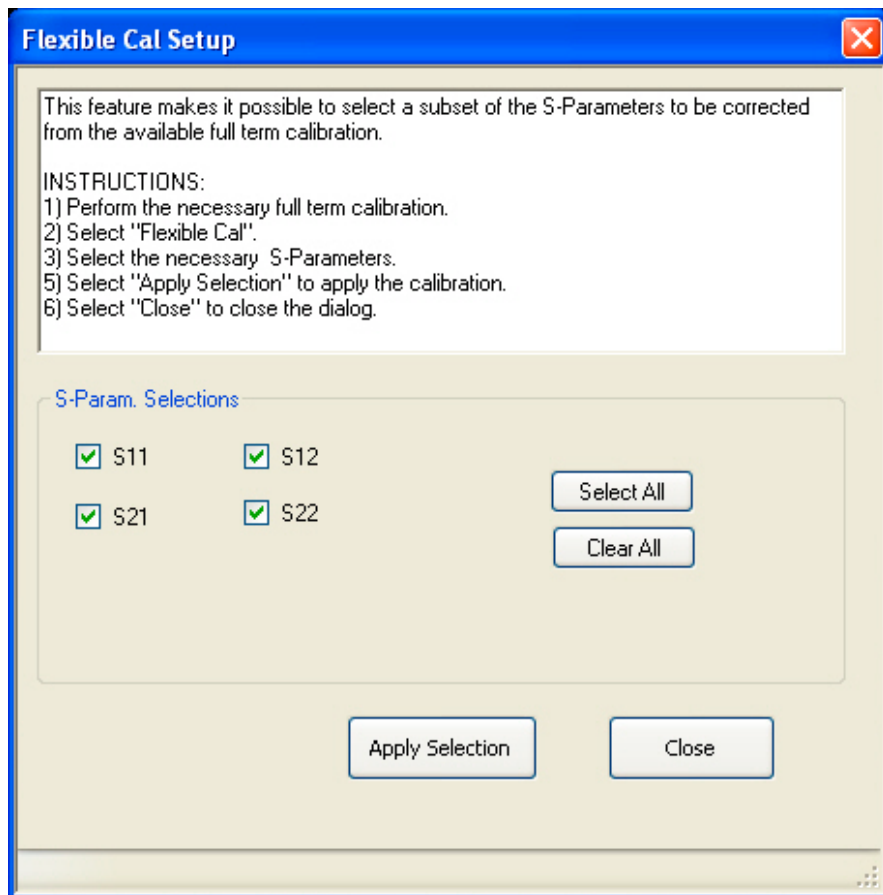 Flexible Cal Setup
This feature makes it possible to select a subset of the S-Parameters to be corrected
from the available full term calibration.
INSTRUCTIONS:
1) Perform the necessary full term calibration.
2) Select "Flexible Cal".
3) Select the necessary  S-Parameters.
5) Select "Apply Selection" to apply the calibration.
6) Select "Close" to close the dialog.
S-Param. Selections
S11 S12
Select All
S21 S22
Clear All
Apply Selection Close